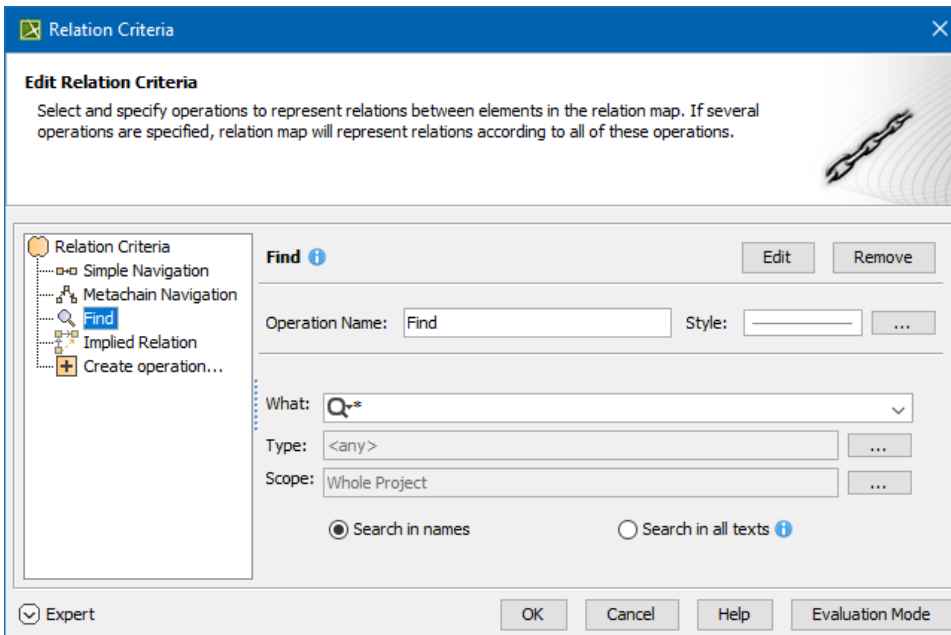 Relation Criteria
Edit Relation Criteria
Select and specify operations to represent relations between elements in the relation map. If several
operations are specified, relation map will represent relations according to all of these operations.
Relation Criteria
Simple Navigation
Metachain Navigation
Find
Implied Relation
Create operation...
Find
Edit
Remove
Operation Name: Find
Style:
...
What: *
Type: <any>
...
Scope: Whole Project
...
Search in names
Search in all texts
Expert
OK
Cancel
Help
Evaluation Mode